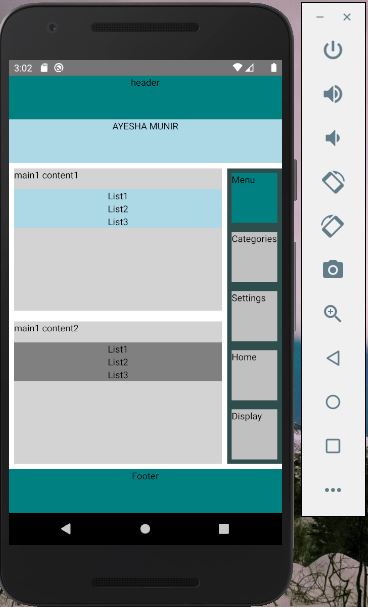 3:02
header
AYESHA MUNIR
main1 content1
List1
List2
List3
main1 content2
List1
List2
List3
Menu
Categories
Settings
Home
Display
Footer